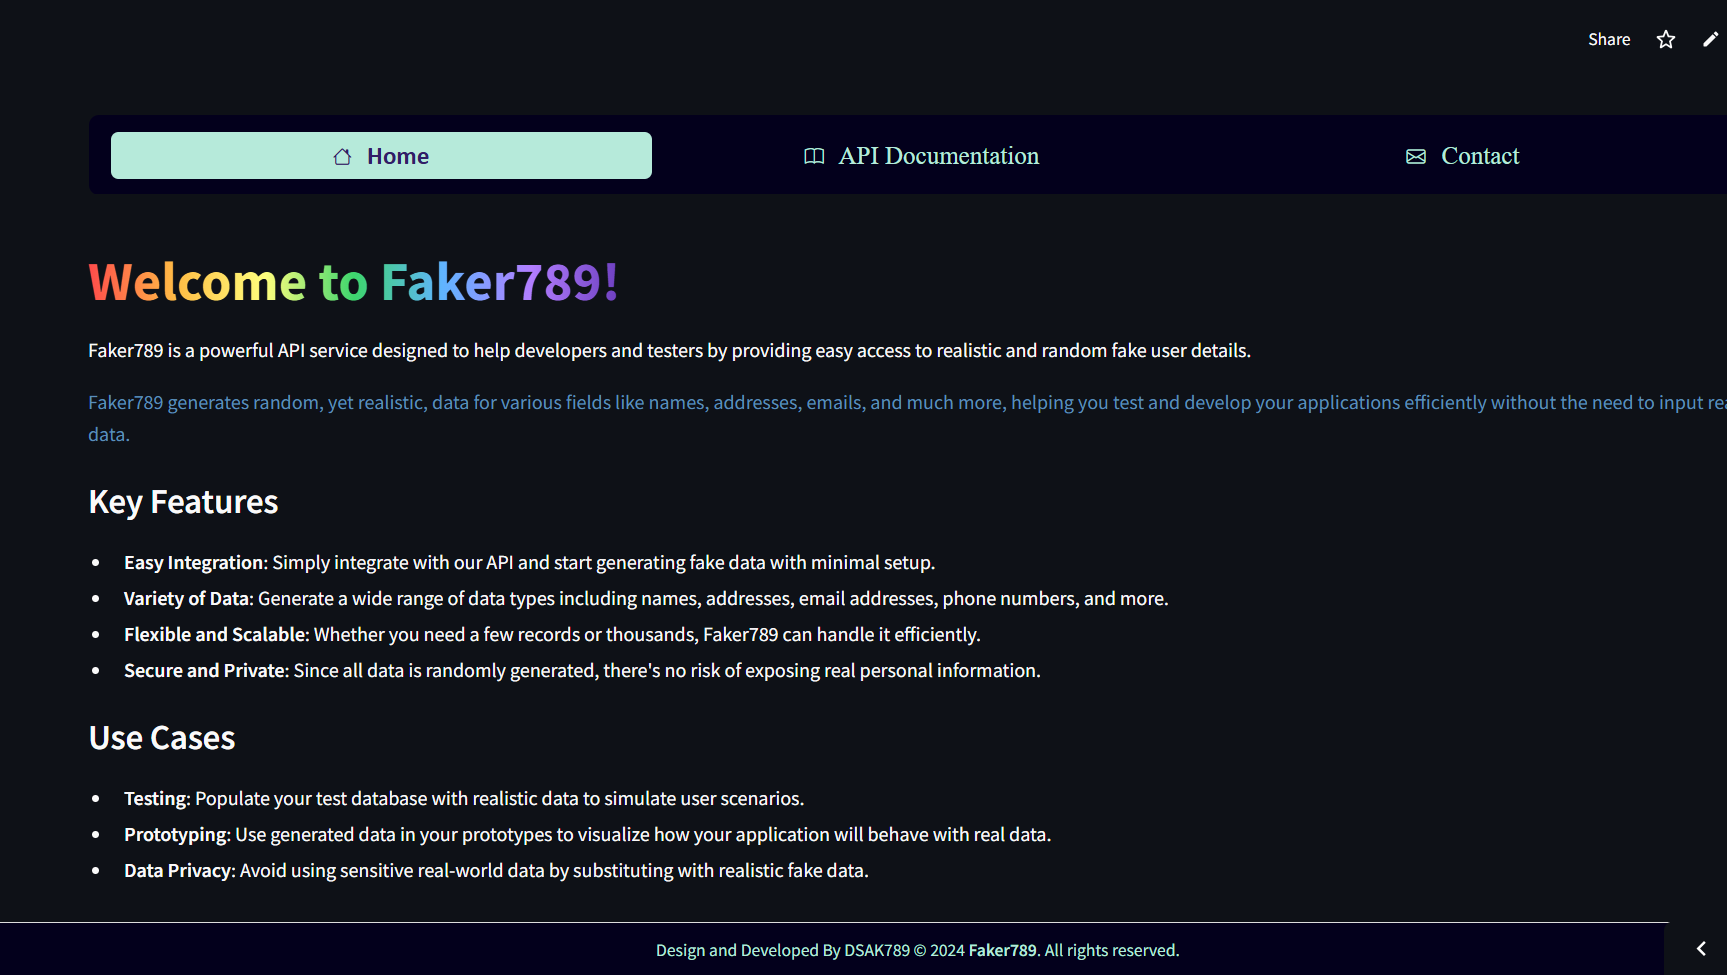 Share
Home
API Documentation
Contact
Welcome to Faker789!
Faker789 is a powerful API service designed to help developers and testers by providing easy access to realistic and random fake user details.
Faker789 generates random, yet realistic, data for various fields like names, addresses, emails, and much more, helping you test and develop your applications efficiently without the need to input
data.
Key Features
Easy Integration: Simply integrate with our API and start generating fake data with minimal setup.
Variety of Data: Generate a wide range of data types including names, addresses, email addresses, phone numbers, and more.
Flexible and Scalable: Whether you need a few records or thousands, Faker789 can handle it efficiently.
Secure and Private: Since all data is randomly generated, there's no risk of exposing real personal information.
Use Cases
Testing: Populate your test database with realistic data to simulate user scenarios.
Prototyping: Use generated data in your prototypes to visualize how your application will behave with real data.
Data Privacy: Avoid using sensitive real-world data by substituting with realistic fake data.
Design and Developed By DSAK789 © 2024 Faker789. All rights reserved.